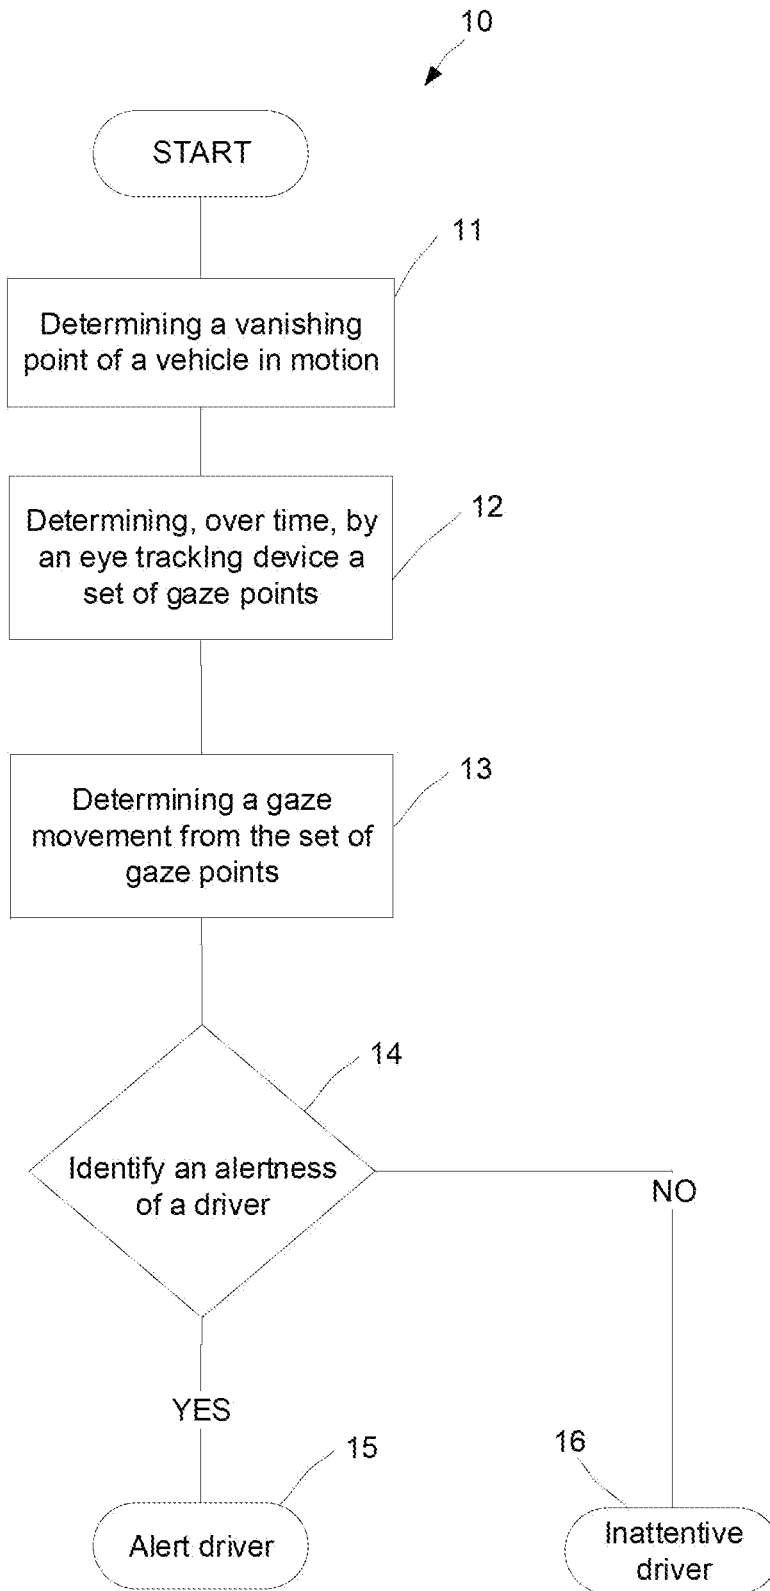 10
START
11
Determining a vanishing
point of a vehicle in motion
12
Determining, over time, by
an eye tracking device a
set of gaze points
13
Determining a gaze
movement from the set of
gaze points
14
Identify an alertness
of a driver
NO
YES
15
16
Alert driver
Inattentive
driver